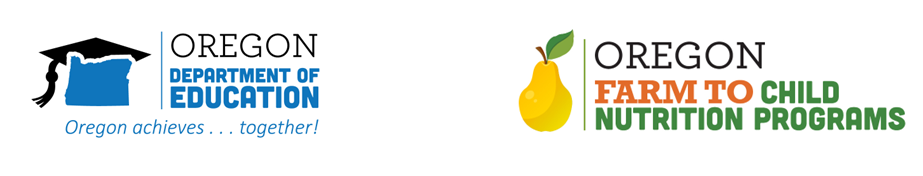 OREGON
DEPARTMENT OF
EDUCATION
Oregon achieves . . . together!
OREGON
FARM TO CHILD
NUTRITION PROGRAMS